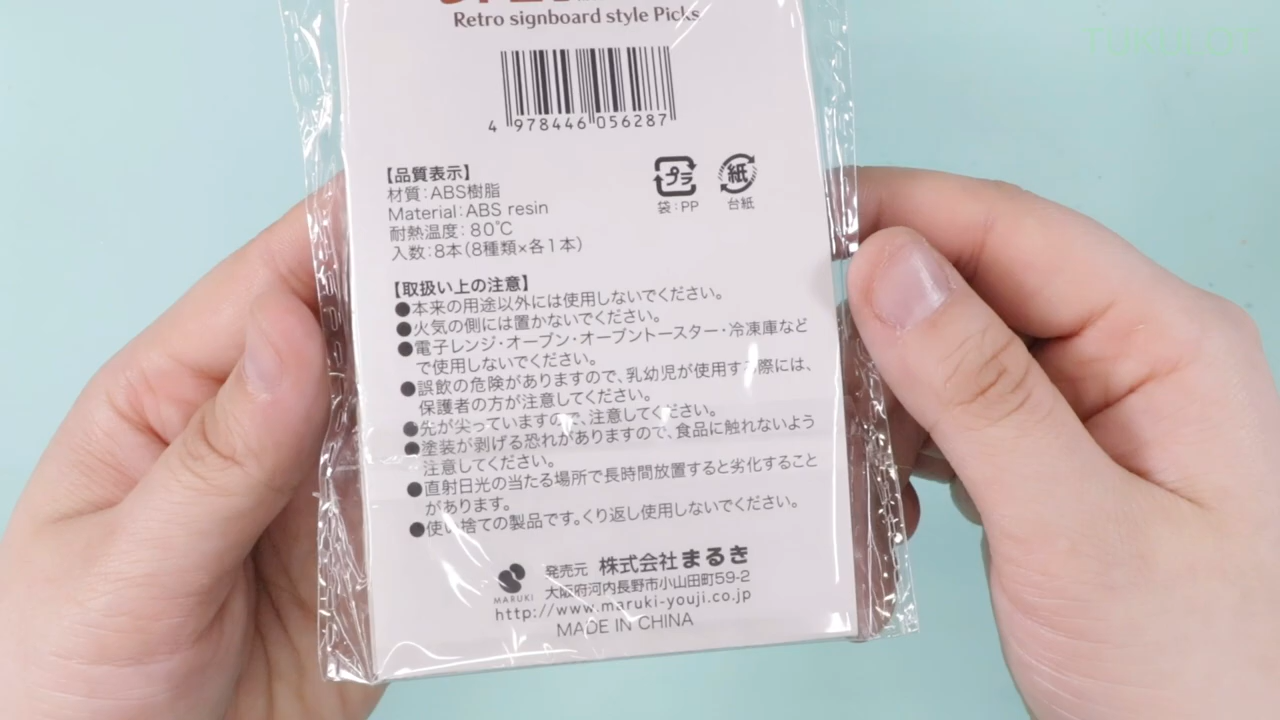 TUKULOT
Retro signboard style Picks
4 978446 056287
【品質表示】
材質：ABS樹脂
Material：ABS resin
耐熱温度：80℃
入数：8本（8種類×各1本）
プラ
袋：PP
紙
台紙
【取扱い上の注意】
●本来の用途以外には使用しないでください。
●火気の側には置かないでください。
●電子レンジ・オーブン・オーブントースター・冷凍庫など
で使用しないでください。
●誤飲の危険がありますので、乳幼児が使用する際には、
保護者の方が注意してください。
●先が尖っていますので、注意してください。
●塗装が剥げる恐れがありますので、食品に触れないよう
注意してください。
●直射日光の当たる場所で長時間放置すると劣化すること
があります。
●使い捨ての製品です。くり返し使用しないでください。
MARUKI
発売元 株式会社まるき
大阪府河内長野市小山田町59-2
http://www.maruki-youji.co.jp
MADE IN CHINA